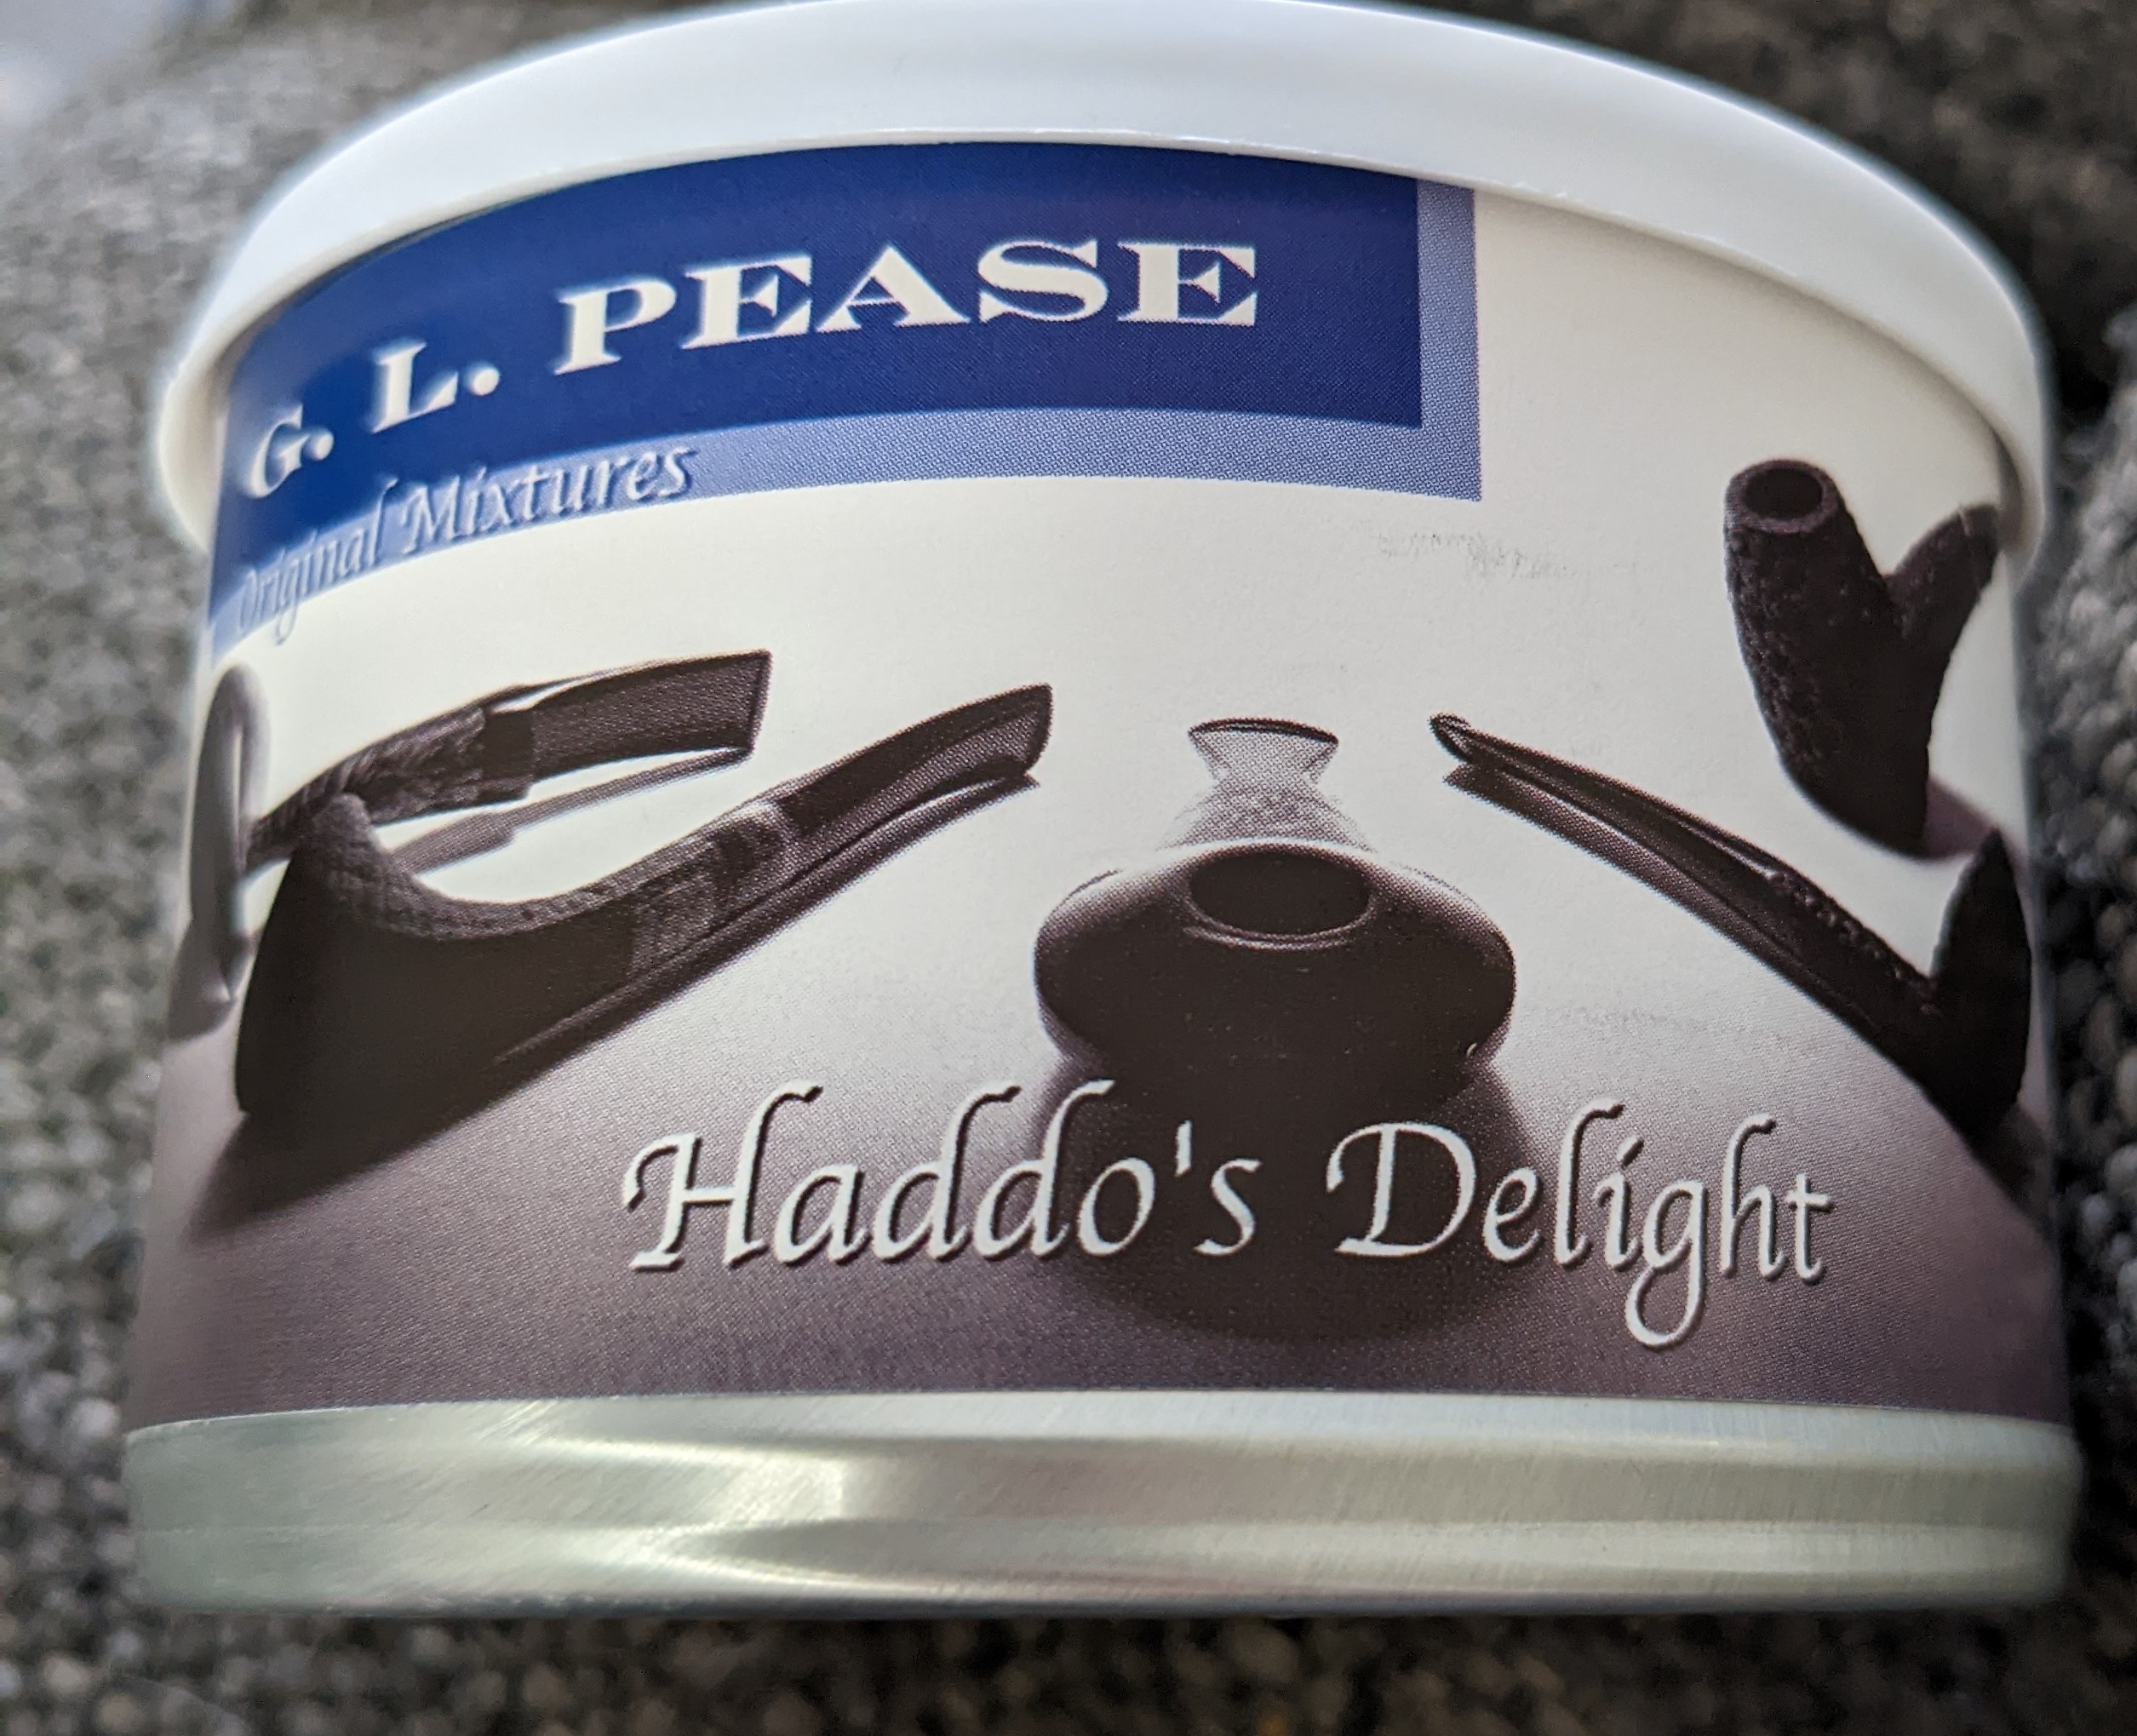 G. L. PEASE
Original Mixtures
Haddo's Delight